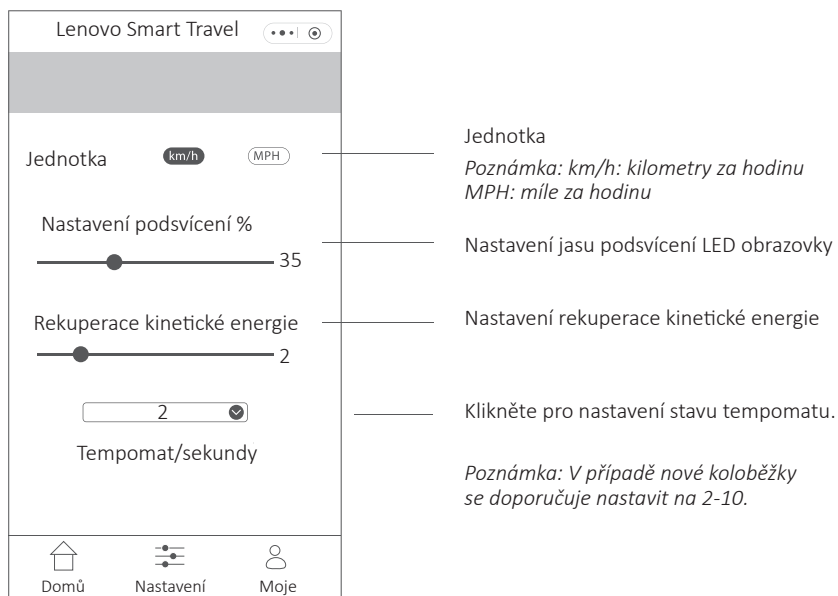 Lenovo Smart Travel
Jednotka
km/h
MPH
Nastavení podsvícení %
35
Rekuperace kinetické energie
2
2
Tempomat/sekundy
Domů
Nastavení
Moje
Jednotka
Poznámka: km/h: kilometry za hodinu
MPH: míle za hodinu
Nastavení jasu podsvícení LED obrazovky
Nastavení rekuperace kinetické energie
Klikněte pro nastavení stavu tempomatu.
Poznámka: V případě nové koloběžky
se doporučuje nastavit na 2-10.